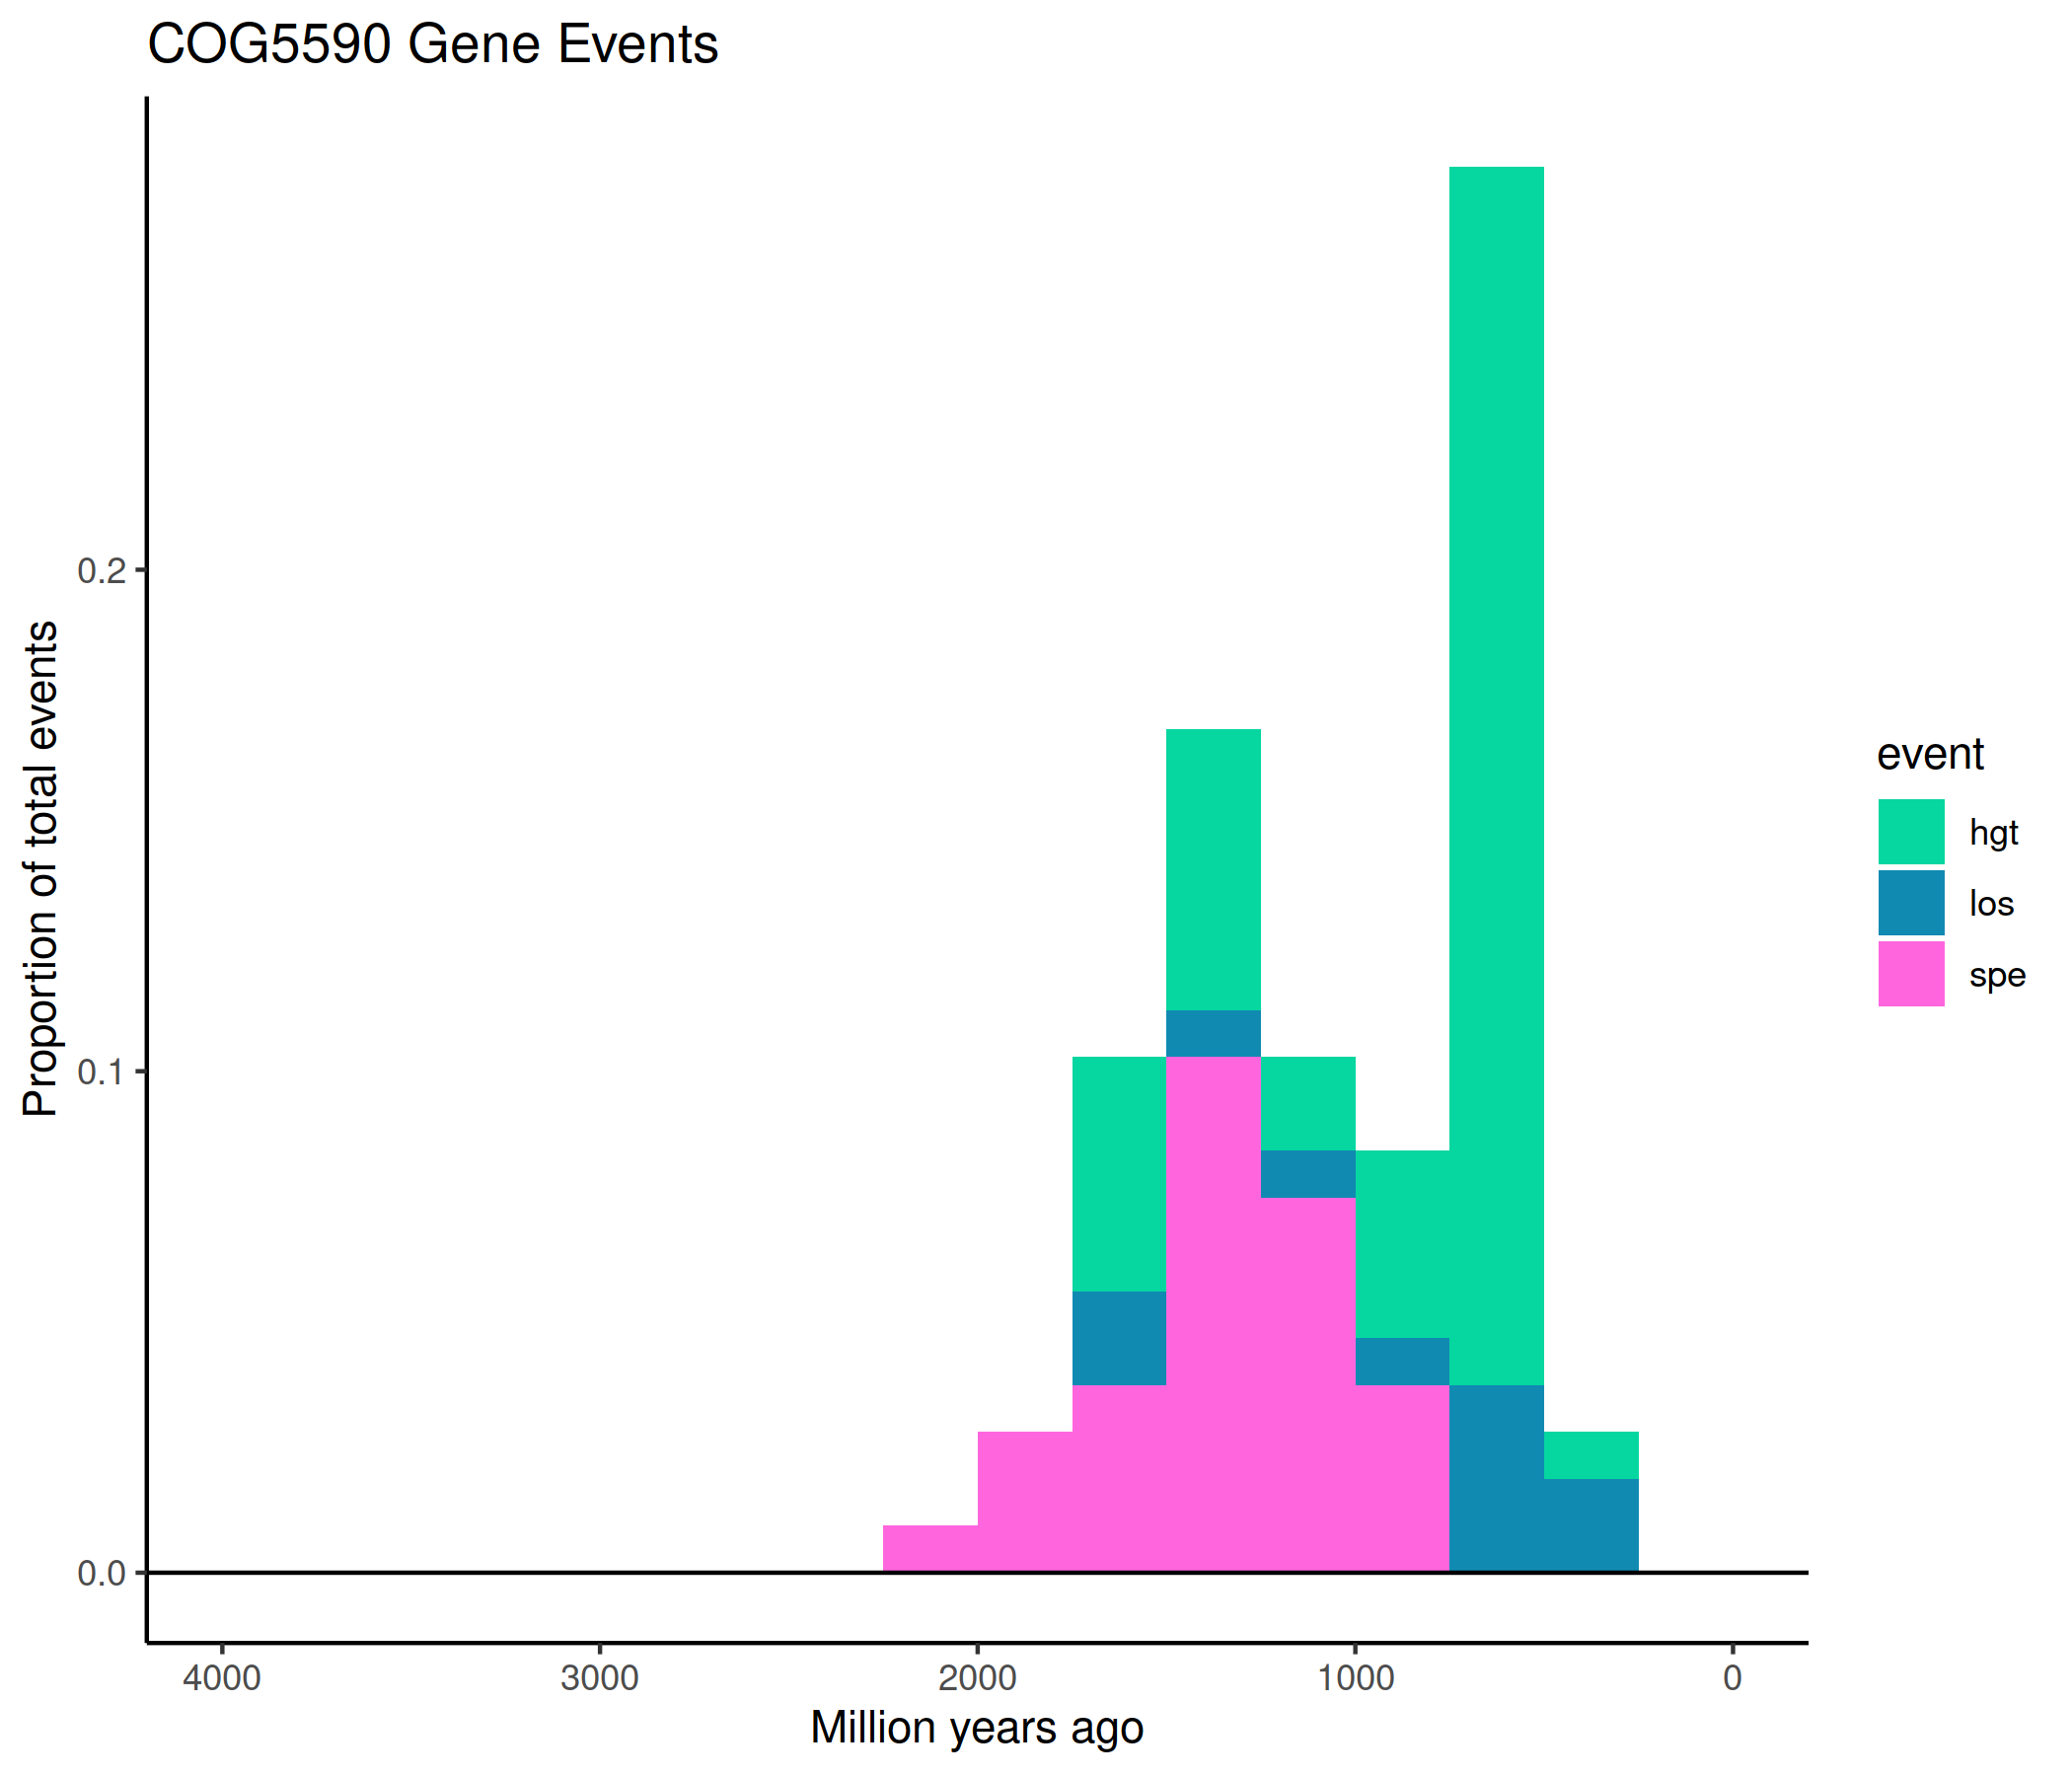 COG5590 Gene Events
Proportion of total events
0.2
0.1
0.0
4000 3000 2000 1000 0
Million years ago
event
hgt
los
spe